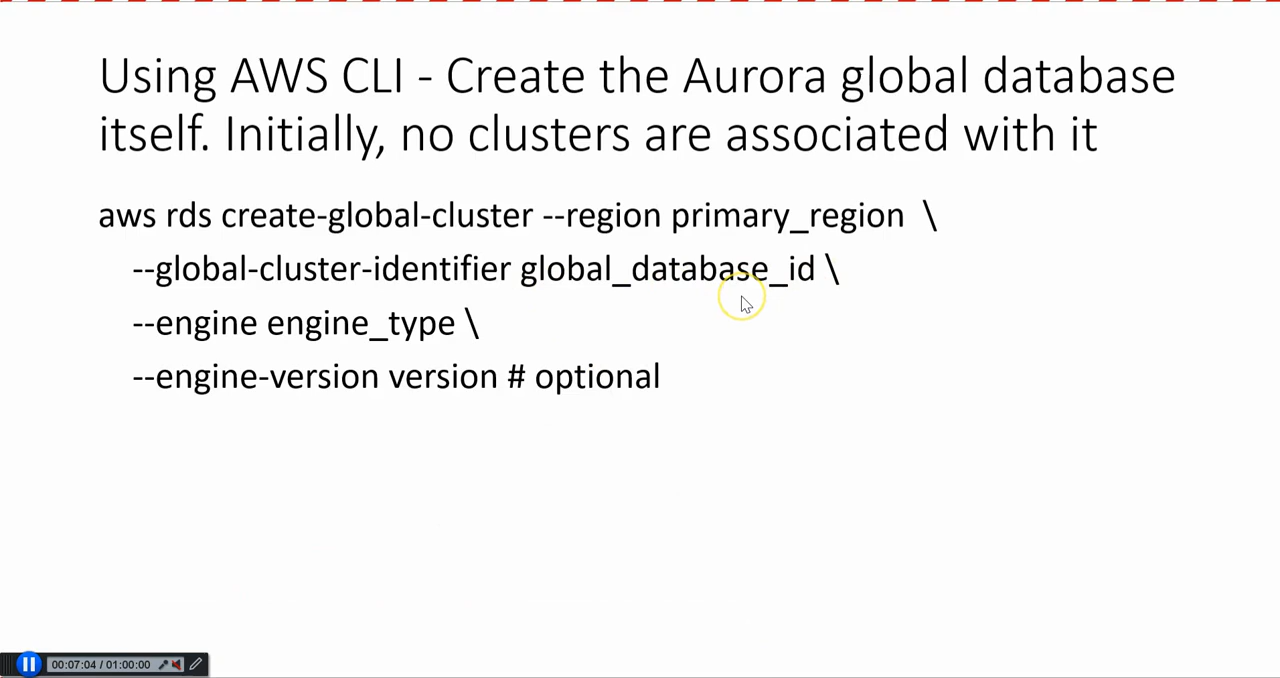 Using AWS CLI - Create the Aurora global database
itself. Initially, no clusters are associated with it
aws rds create-global-cluster --region primary_region  \
--global-cluster-identifier global_database_id \
--engine engine_type \
--engine-version version # optional
00:07:04 / 01:00:00